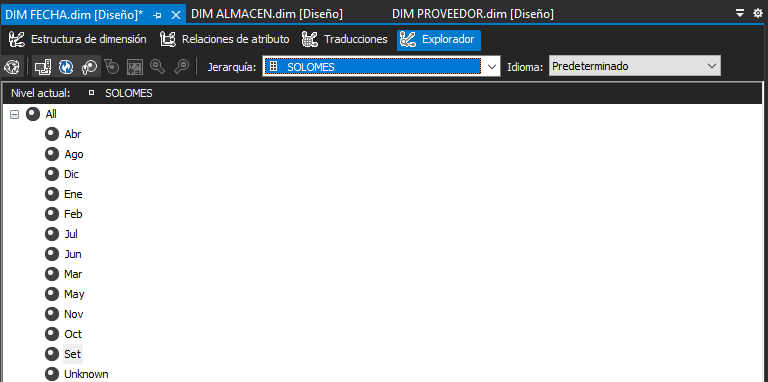 DIM FECHA.dim [Diseño]* DIM ALMACEN.dim [Diseño] DIM PROVEEDOR.dim [Diseño]
Estructura de dimensión Relaciones de atributo Traducciones Explorador
Jerarquía: SOLOMES Idioma: Predeterminado
Nivel actual: SOLOMES
All
Abr
Ago
Dic
Ene
Feb
Jul
Jun
Mar
May
Nov
Oct
Set
Unknown